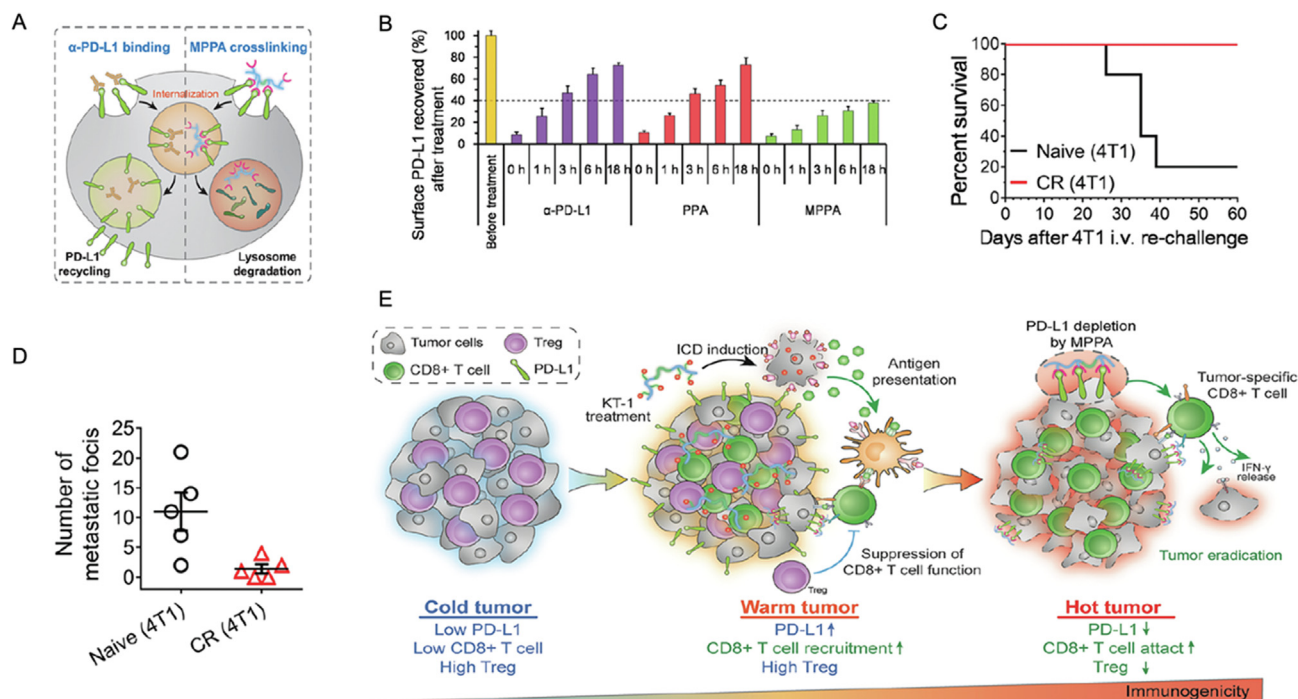 A
α-PD-L1 binding
MPPA crosslinking
Internalization
PD-L1
recycling
Lysosome
degradation
B
Surface PD-L1 recovered (%)
after treatment
100
80
60
40
20
0
Before treatment
0 h
1 h
3 h
6 h
18 h
0 h
1 h
3 h
6 h
18 h
0 h
1 h
3 h
6 h
18 h
α-PD-L1
PPA
MPPA
C
Percent survival
100
80
60
40
20
Naive (4T1)
CR (4T1)
0
10
20
30
40
50
60
Days after 4T1 i.v. re-challenge
D
Number of
metastatic focis
25
20
15
10
5
0
Naive (4T1)
CR (4T1)
E
Tumor cells
Treg
CD8+ T cell
PD-L1
KT-1
treatment
ICD induction
Antigen
presentation
Suppression of
CD8+ T cell function
Treg
PD-L1 depletion
by MPPA
Tumor-specific
CD8+ T cell
IFN-γ
release
Tumor eradication
Cold tumor
Low PD-L1
Low CD8+ T cell
High Treg
Warm tumor
PD-L1↑
CD8+ T cell recruitment↑
High Treg
Hot tumor
PD-L1↓
CD8+ T cell attact↑
Treg ↓
Immunogenicity